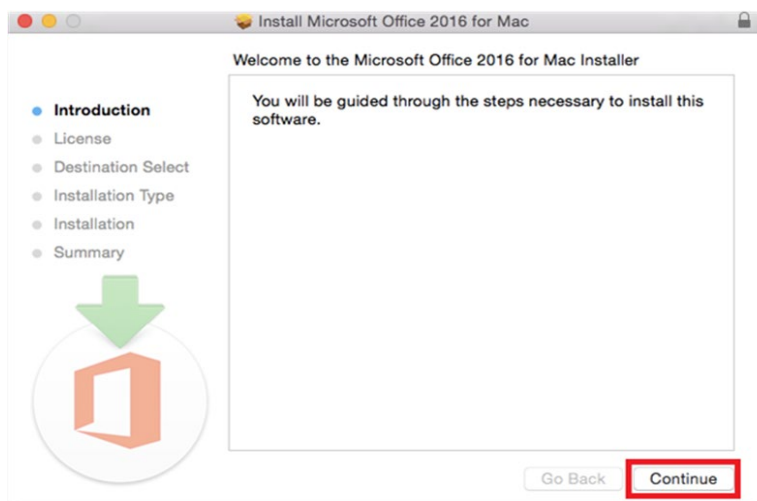 Install Microsoft Office 2016 for Mac
Welcome to the Microsoft Office 2016 for Mac Installer
Introduction
License
Destination Select
Installation Type
Installation
Summary
You will be guided through the steps necessary to install this
software.
Go Back
Continue